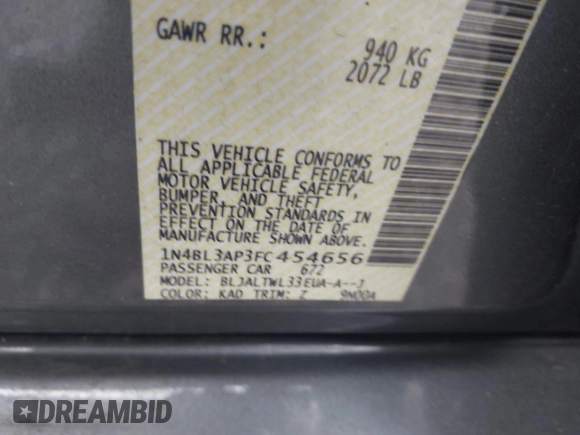 GAWR RR.:
940 KG
2072 LB
THIS VEHICLE CONFORMS TO
ALL APPLICABLE FEDERAL
MOTOR VEHICLE SAFETY,
BUMPER, AND THEFT
PREVENTION STANDARDS IN
EFFECT ON THE DATE OF
MANUFACTURE SHOWN ABOVE.
1N4BL3AP3FC454656
PASSENGER CAR 672
MODEL: BLJALTWL33EUA-A--J
COLOR: KAD TRIM: Z 9N00A
DREAMBID